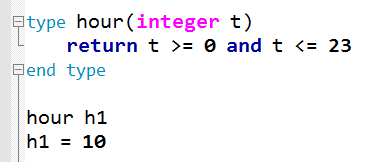 type hour(integer t)
    return t >= 0 and t <= 23
end type

hour h1
h1 = 10